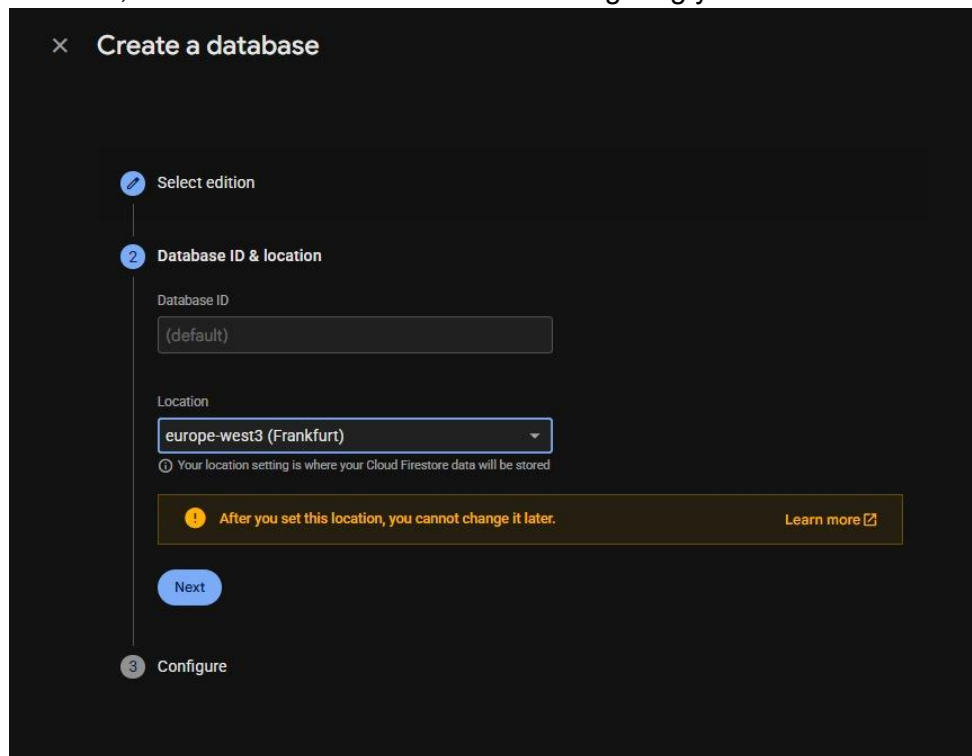 Create a database
Select edition
2 Database ID & location
Database ID
(default)
Location
europe-west3 (Frankfurt)
Your location setting is where your Cloud Firestore data will be stored
After you set this location, you cannot change it later.
Learn more
Next
3 Configure